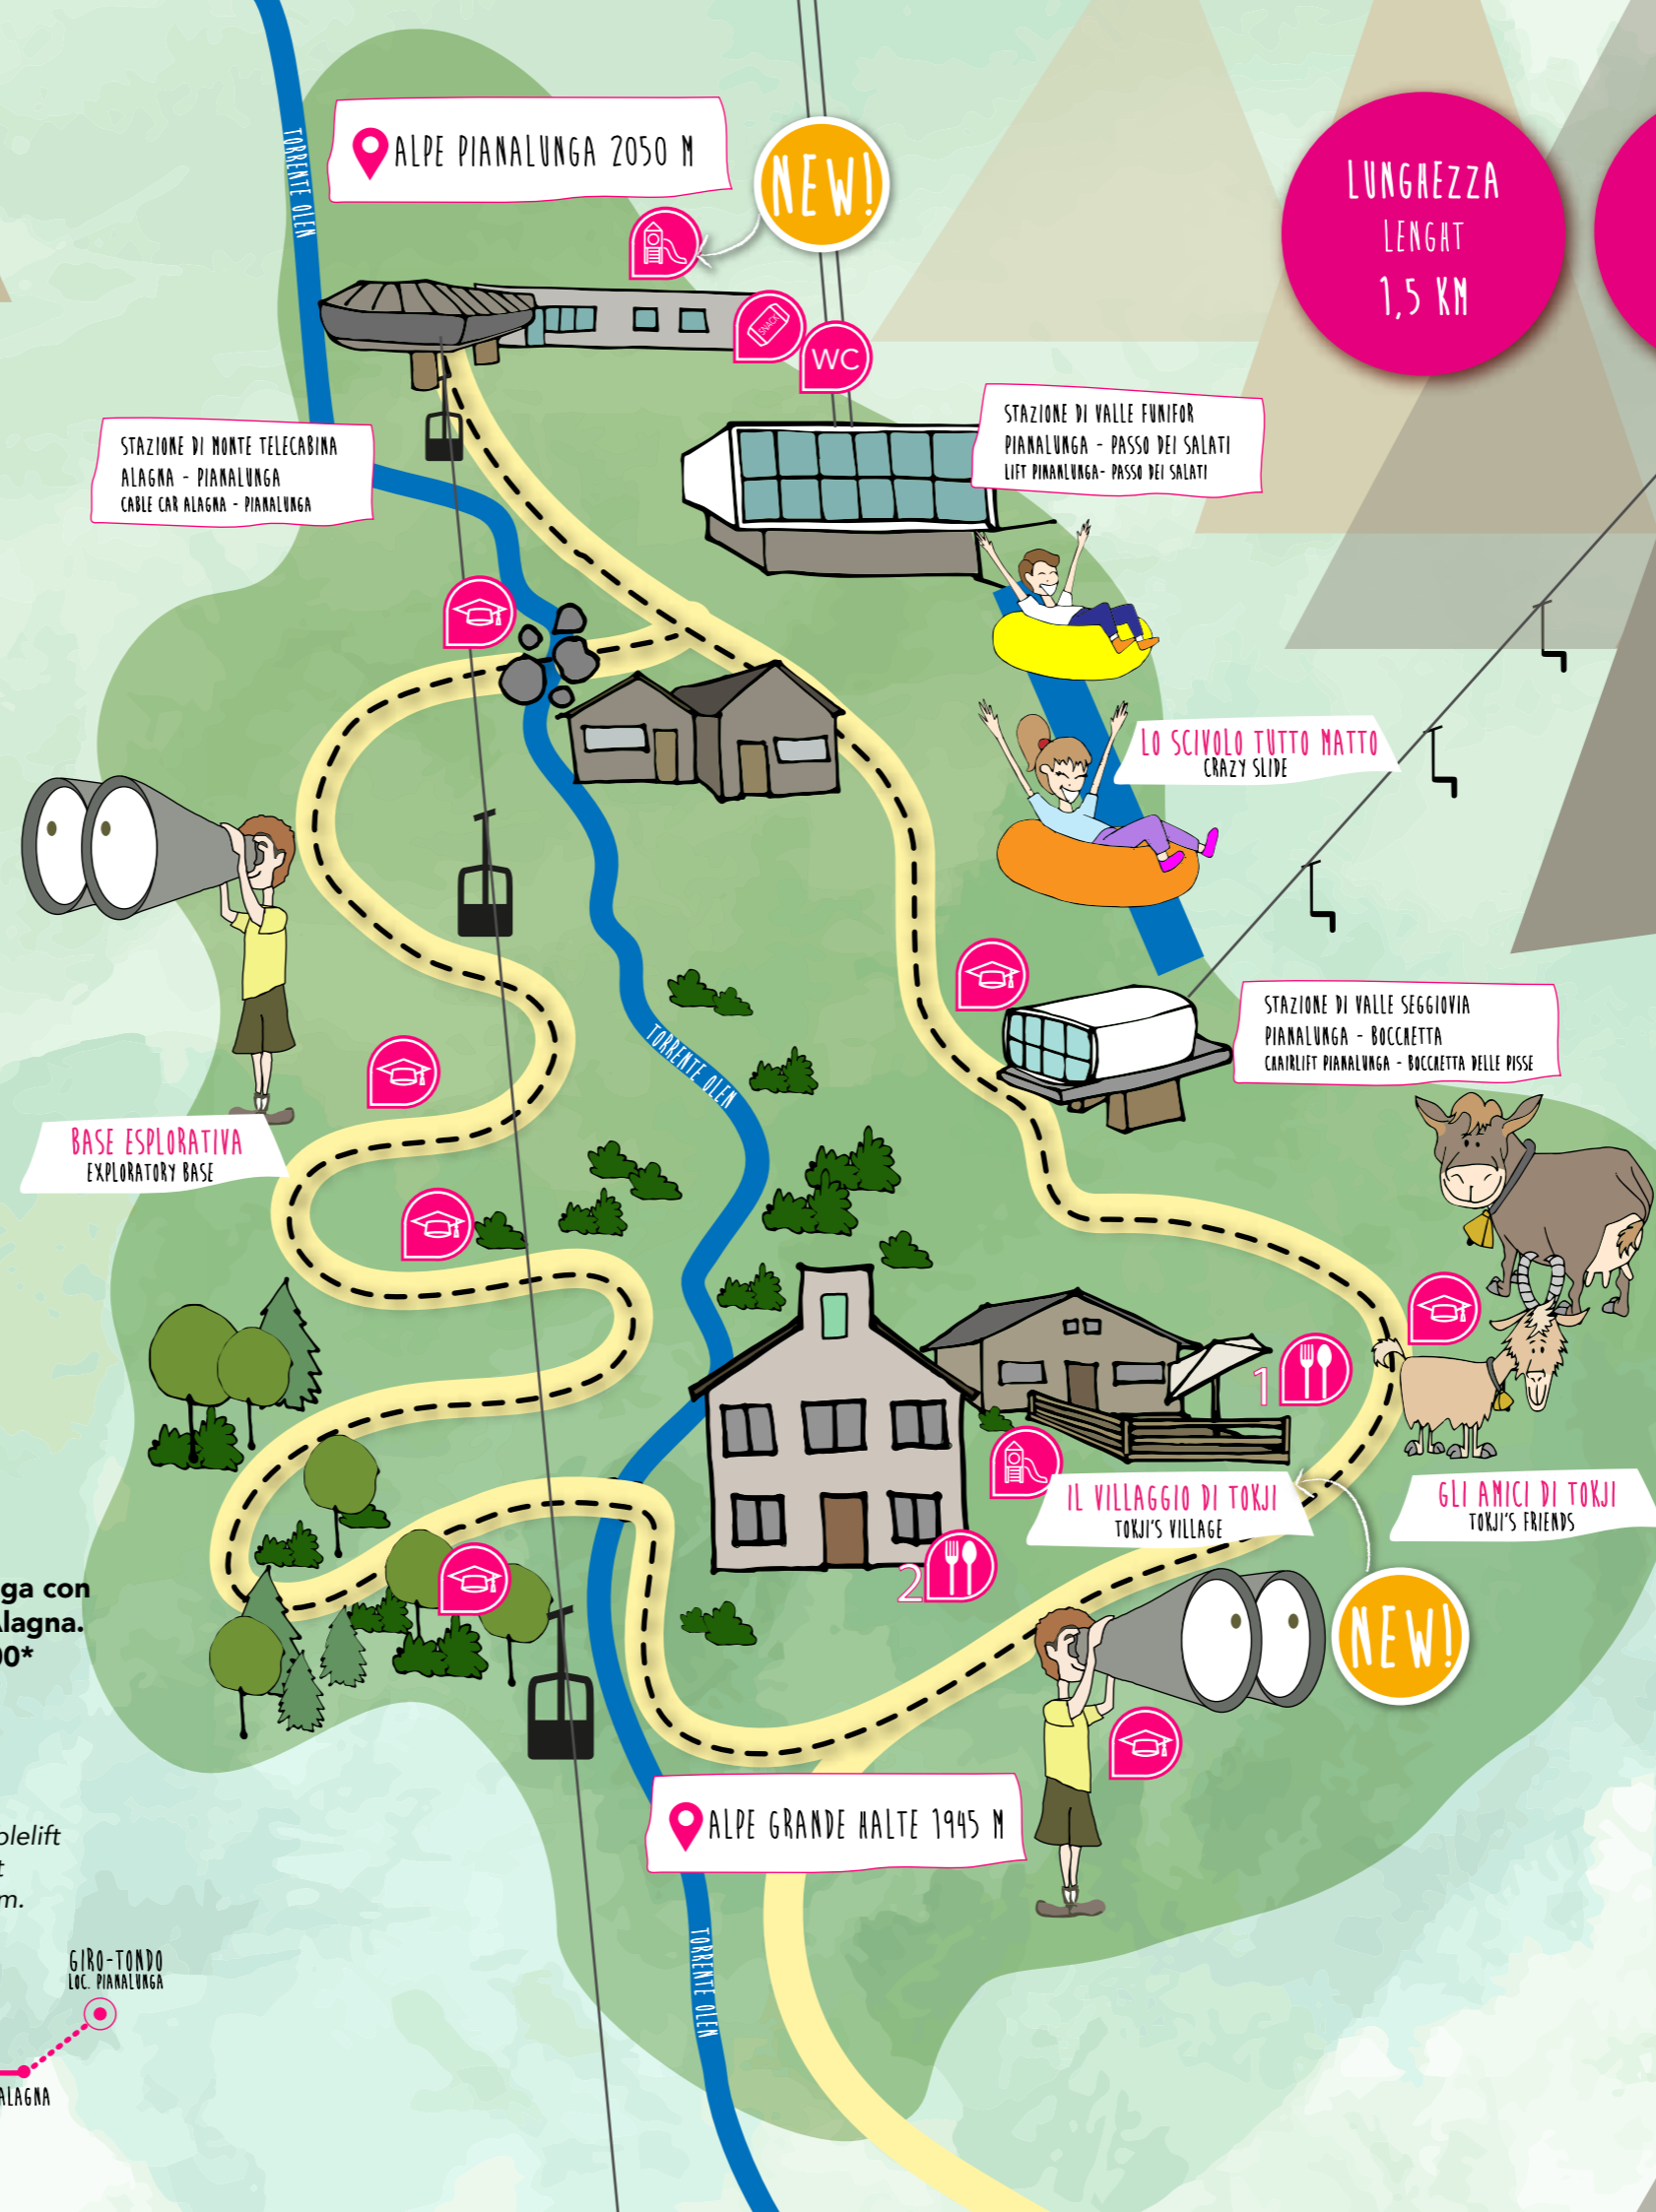 TORRENTE OLEN
ALPE PIANALUNGA 2050 M
NEW!
LUNGHEZZA
LENGHT
1,5 KM
SNACK
WC
STAZIONE DI MONTE TELECABINA
ALAGNA - PIANALUNGA
CABLE CAR ALAGNA - PIANALUNGA
STAZIONE DI VALLE FUNIFOR
PIANALUNGA - PASSO DEI SALATI
LIFT PINANLUNGA- PASSO DEI SALATI
LO SCIVOLO TUTTO MATTO
CRAZY SLIDE
STAZIONE DI VALLE SEGGIOVIA
PIANALUNGA - BOCCHETTA
CHAIRLIFT PIANALUNGA - BOCCHETTA DELLE PISSE
TORRENTE OLEN
BASE ESPLORATIVA
EXPLORATORY BASE
1
IL VILLAGGIO DI TOKJI
TOKJI'S VILLAGE
GLI AMICI DI TOKJI
TOKJI'S FRIENDS
2
NEW!
ga con
Alagna.
00*
ALPE GRANDE HALTE 1945 M
olelift
t
m.
TORRENTE OLEN
GIRO-TONDO
LOC. PIANALUNGA
ALAGNA